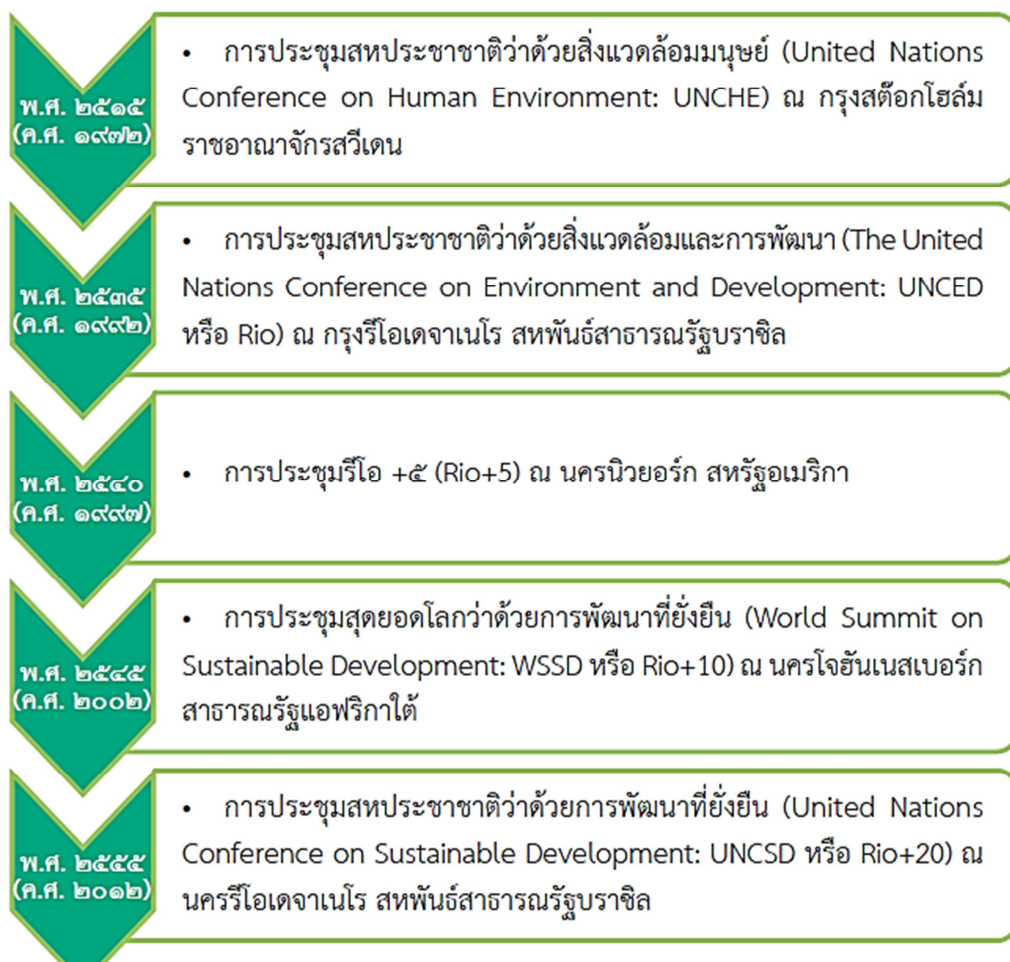 พ.ศ. ๒๕๑๕
(ค.ศ. ๑๙๗๒)
• การประชุมสหประชาชาติว่าด้วยสิ่งแวดล้อมมนุษย์ (United Nations
Conference on Human Environment: UNCHE) ณ กรุงสต๊อกโฮล์ม
ราชอาณาจักรสวีเดน
พ.ศ. ๒๕๓๕
(ค.ศ. ๑๙๙๒)
• การประชุมสหประชาชาติว่าด้วยสิ่งแวดล้อมและการพัฒนา (The United
Nations Conference on Environment and Development: UNCED
หรือ Rio) ณ กรุงรีโอเดจาเนโร สหพันธ์สาธารณรัฐบราซิล
พ.ศ. ๒๕๔๐
(ค.ศ. ๑๙๙๗)
• การประชุมรีโอ +๕ (Rio+5) ณ นครนิวยอร์ก สหรัฐอเมริกา
พ.ศ. ๒๕๔๕
(ค.ศ. ๒๐๐๒)
• การประชุมสุดยอดโลกว่าด้วยการพัฒนาที่ยั่งยืน (World Summit on
Sustainable Development: WSSD หรือ Rio+10) ณ นครโจฮันเนสเบอร์ก
สาธารณรัฐแอฟริกาใต้
พ.ศ. ๒๕๕๕
(ค.ศ. ๒๐๑๒)
• การประชุมสหประชาชาติว่าด้วยการพัฒนาที่ยั่งยืน (United Nations
Conference on Sustainable Development: UNCSD หรือ Rio+20) ณ
นครรีโอเดจาเนโร สหพันธ์สาธารณรัฐบราซิล